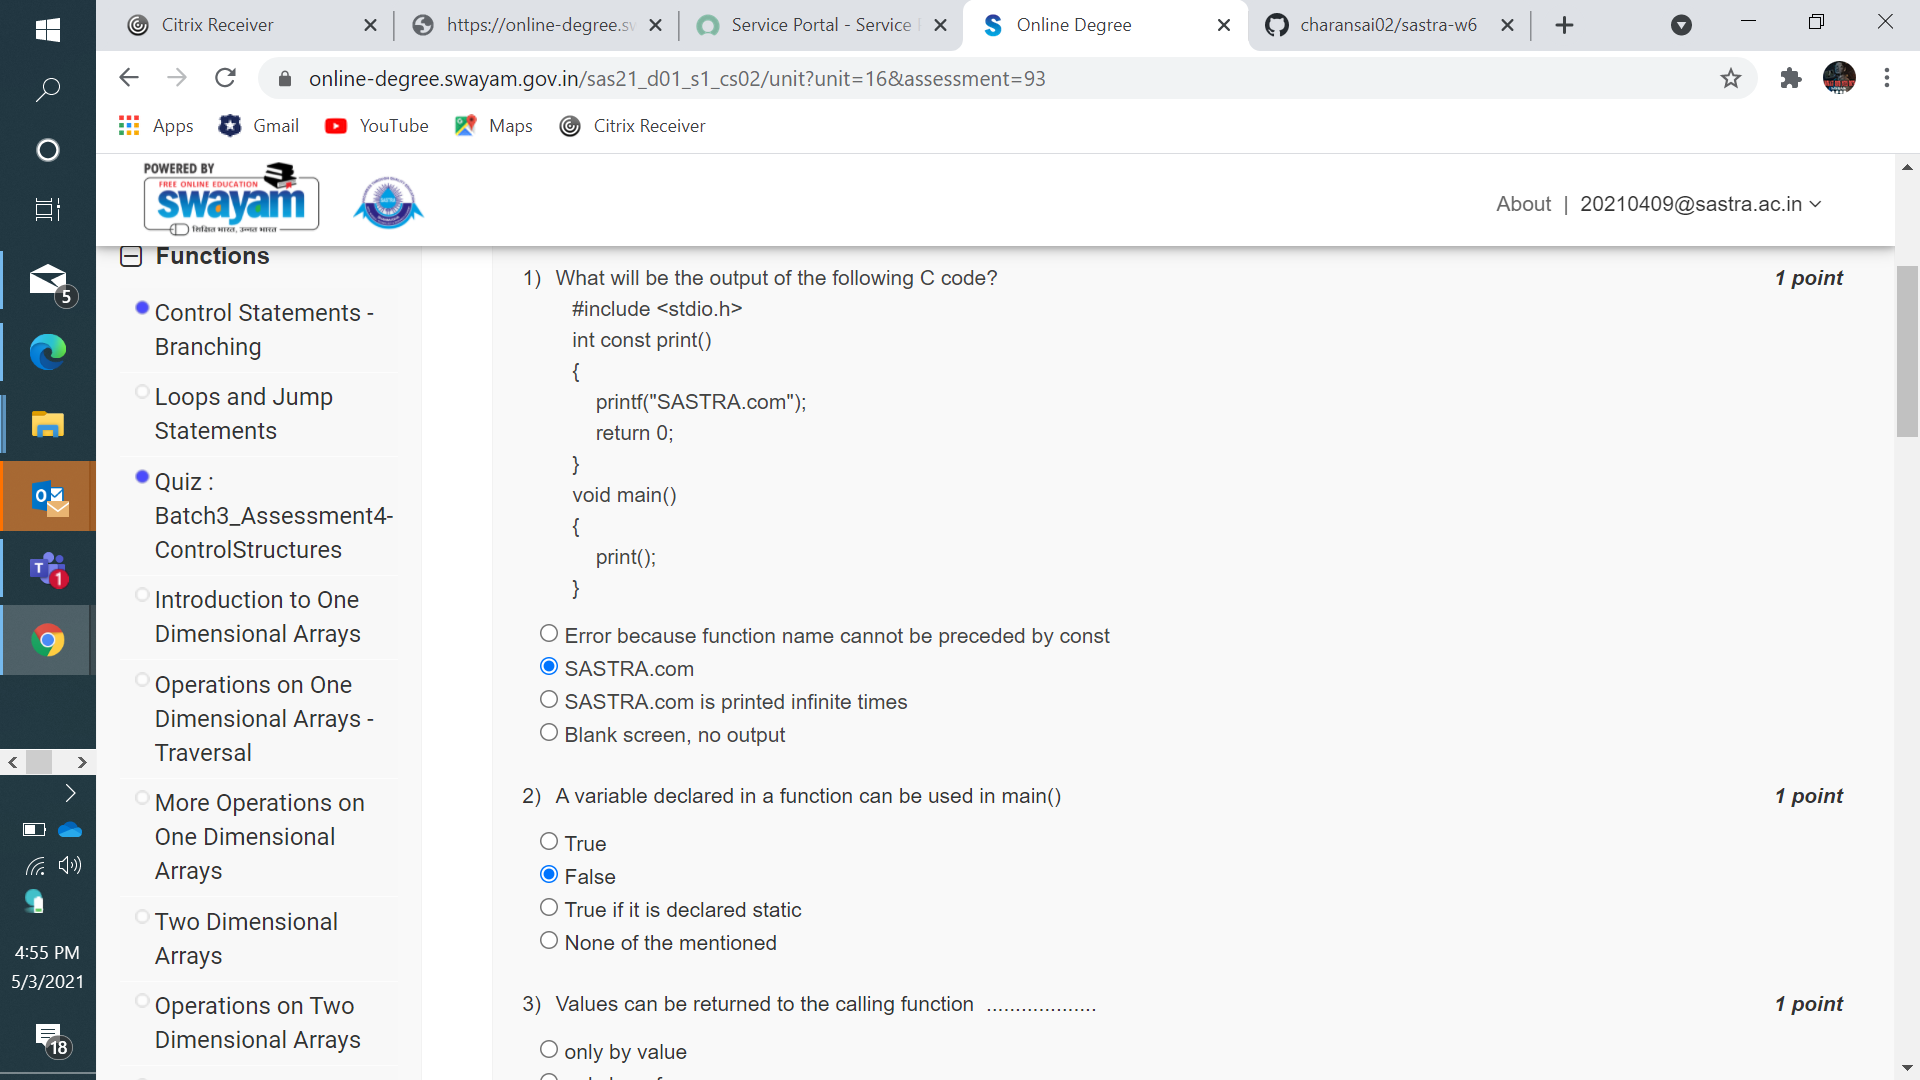 Citrix Receiver
https://online-degree.sw
Service Portal - Service
Online Degree
charansai02/sastra-w6
online-degree.swayam.gov.in/sas21_d01_s1_cs02/unit?unit=16&assessment=93
Apps
Gmail
YouTube
Maps
Citrix Receiver
POWERED BY
FREE ONLINE EDUCATION
swayam
शिक्षित भारत, उन्नत भारत
About | 20210409@sastra.ac.in
Functions
Control Statements -
Branching
Loops and Jump
Statements
Quiz :
Batch3_Assessment4-
ControlStructures
Introduction to One
Dimensional Arrays
Operations on One
Dimensional Arrays -
Traversal
More Operations on
One Dimensional
Arrays
Two Dimensional
Arrays
Operations on Two
Dimensional Arrays
1) What will be the output of the following C code?
1 point
#include <stdio.h>
int const print()
{
printf("SASTRA.com");
return 0;
}
void main()
{
print();
}
Error because function name cannot be preceded by const
SASTRA.com
SASTRA.com is printed infinite times
Blank screen, no output
2) A variable declared in a function can be used in main()
1 point
True
False
True if it is declared static
None of the mentioned
3) Values can be returned to the calling function ...................
1 point
only by value
5
1
4:55 PM
5/3/2021
18